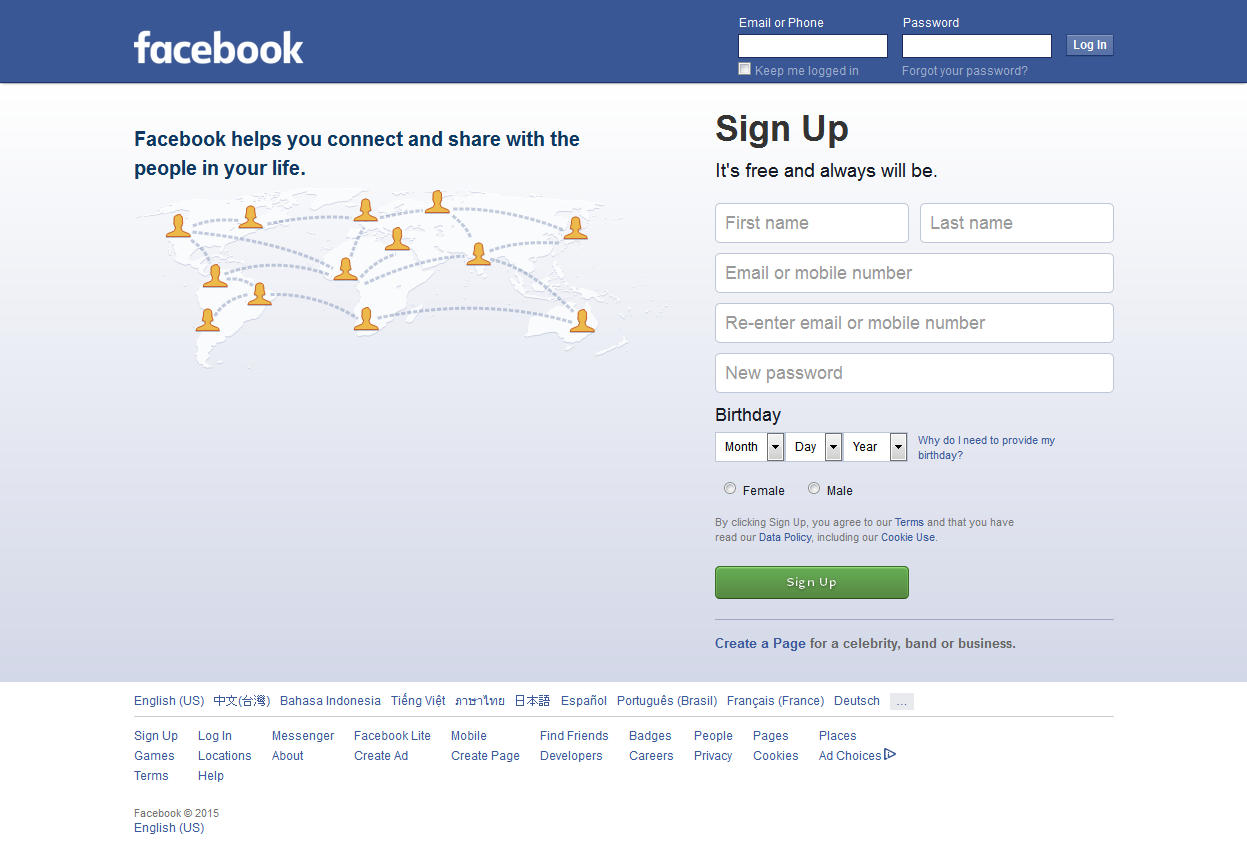 facebook
Email or Phone
Password
Log In
Keep me logged in
Forgot your password?
Facebook helps you connect and share with the
people in your life.
Sign Up
It's free and always will be.
First name
Last name
Email or mobile number
Re-enter email or mobile number
New password
Birthday
Month
Day
Year
Why do I need to provide my
birthday?
Female
Male
By clicking Sign Up, you agree to our Terms and that you have
read our Data Policy, including our Cookie Use.
Sign Up
Create a Page for a celebrity, band or business.
English (US) 中文(台灣) Bahasa Indonesia Tiếng Việt ภาษาไทย 日本語 Español Português (Brasil) Français (France) Deutsch ...
Sign Up Log In Messenger Facebook Lite Mobile Find Friends Badges People Pages Places
Games Locations About Create Ad Create Page Developers Careers Privacy Cookies Ad Choices
Terms Help
Facebook © 2015
English (US)